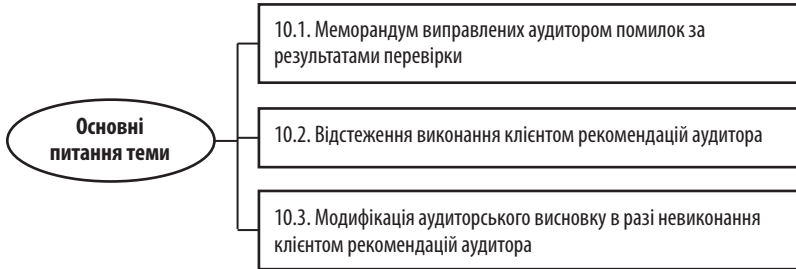 Основні
питання теми
10.1. Меморандум виправлених аудитором помилок за
результатами перевірки
10.2. Відстеження виконання клієнтом рекомендацій аудитора
10.3. Модифікація аудиторського висновку в разі невиконання
клієнтом рекомендацій аудитора